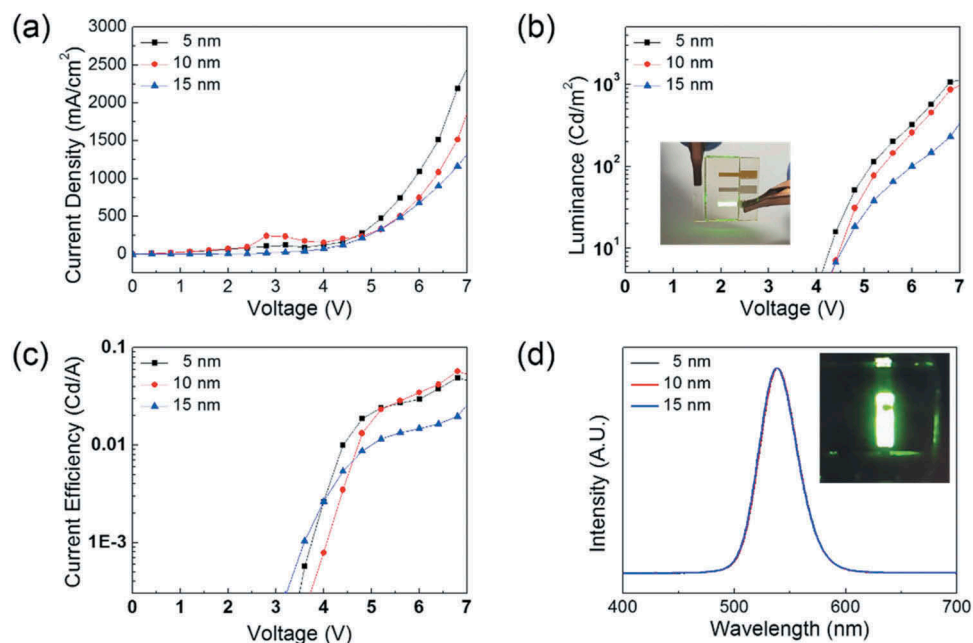 (a)
3000
2500
2000
1500
1000
500
0
Current Density (mA/cm²)
5 nm
10 nm
15 nm
0 1 2 3 4 5 6 7
Voltage (V)
(b)
10³
10²
10¹
Luminance (Cd/m²)
5 nm
10 nm
15 nm
0 1 2 3 4 5 6 7
Voltage (V)
(c)
0.1
0.01
1E-3
Current Efficiency (Cd/A)
5 nm
10 nm
15 nm
0 1 2 3 4 5 6 7
Voltage (V)
(d)
Intensity (A.U.)
5 nm
10 nm
15 nm
400 500 600 700
Wavelength (nm)